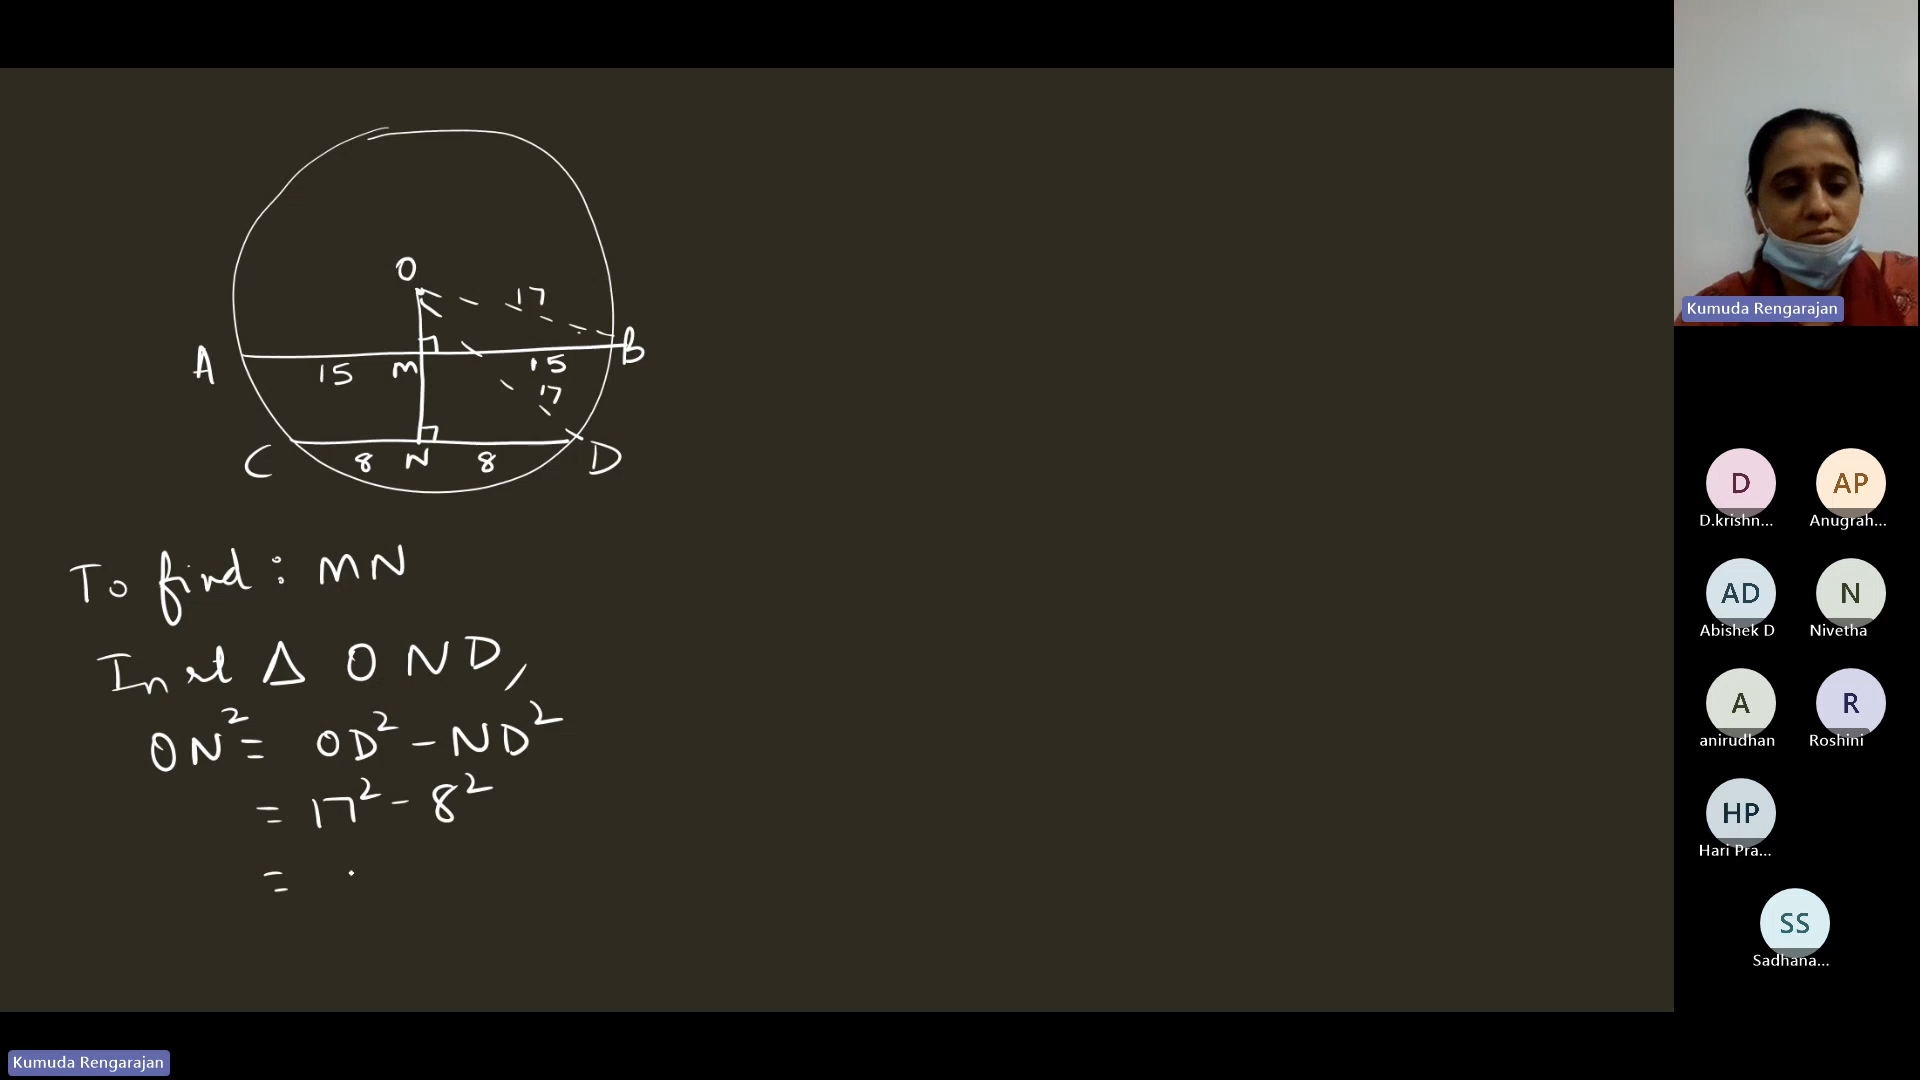 O
17
A
B
15
M
15
17
C
8
N
8
D
To find : MN
In rt Δ OND,
ON² = OD² - ND²
= 17² - 8²
=
Kumuda Rengarajan
D
AP
D.krishn...
Anugrah...
AD
N
Abishek D
Nivetha
A
R
anirudhan
Roshini
HP
Hari Pra...
SS
Sadhana...
Kumuda Rengarajan